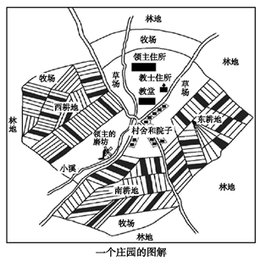 林地
牧场
林地
领主住所
牧场
草场
教士住所
草场
西耕地
教堂
林地
东耕地
领主的
磨坊
村舍和院子
小溪
南耕地
林地
牧场
林地
一个庄园的图解